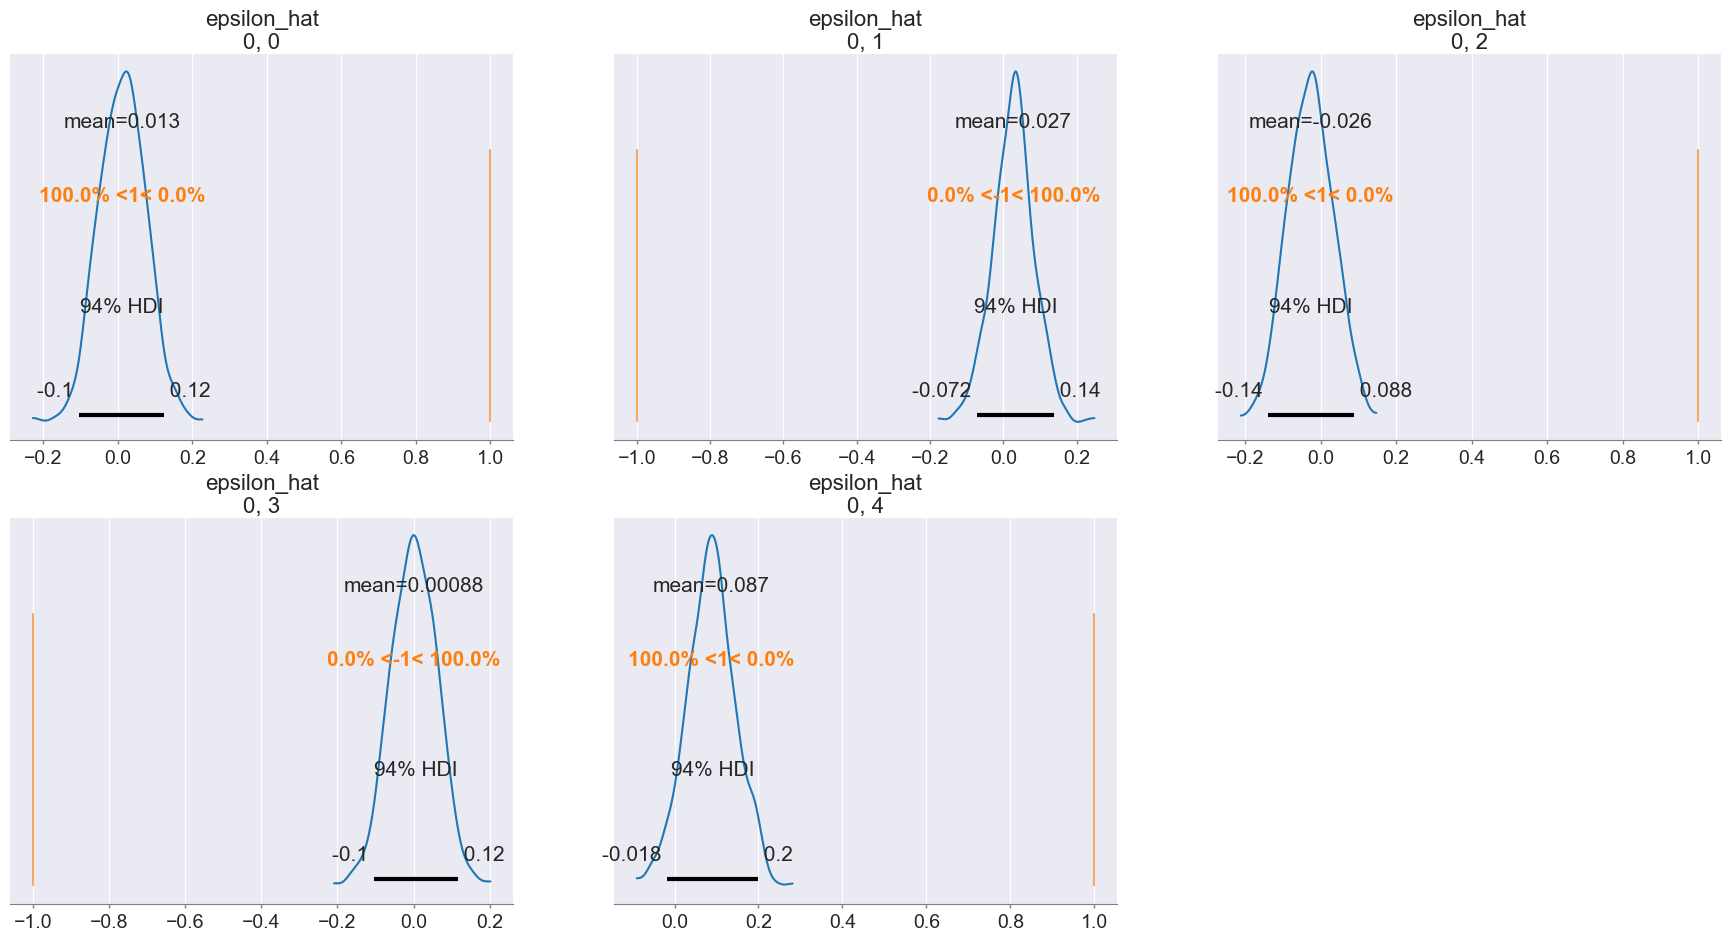 epsilon_hat
0, 0
mean=0.013
100.0% <1< 0.0%
94% HDI
-0.1 0.12
−0.2 0.0 0.2 0.4 0.6 0.8 1.0
epsilon_hat
0, 1
mean=0.027
0.0% <-1< 100.0%
94% HDI
-0.072 0.14
−1.0 −0.8 −0.6 −0.4 −0.2 0.0 0.2
epsilon_hat
0, 2
mean=-0.026
100.0% <1< 0.0%
94% HDI
-0.14 0.088
−0.2 0.0 0.2 0.4 0.6 0.8 1.0
epsilon_hat
0, 3
mean=0.00088
0.0% <-1< 100.0%
94% HDI
-0.1 0.12
−1.0 −0.8 −0.6 −0.4 −0.2 0.0 0.2
epsilon_hat
0, 4
mean=0.087
100.0% <1< 0.0%
94% HDI
-0.018 0.2
0.0 0.2 0.4 0.6 0.8 1.0